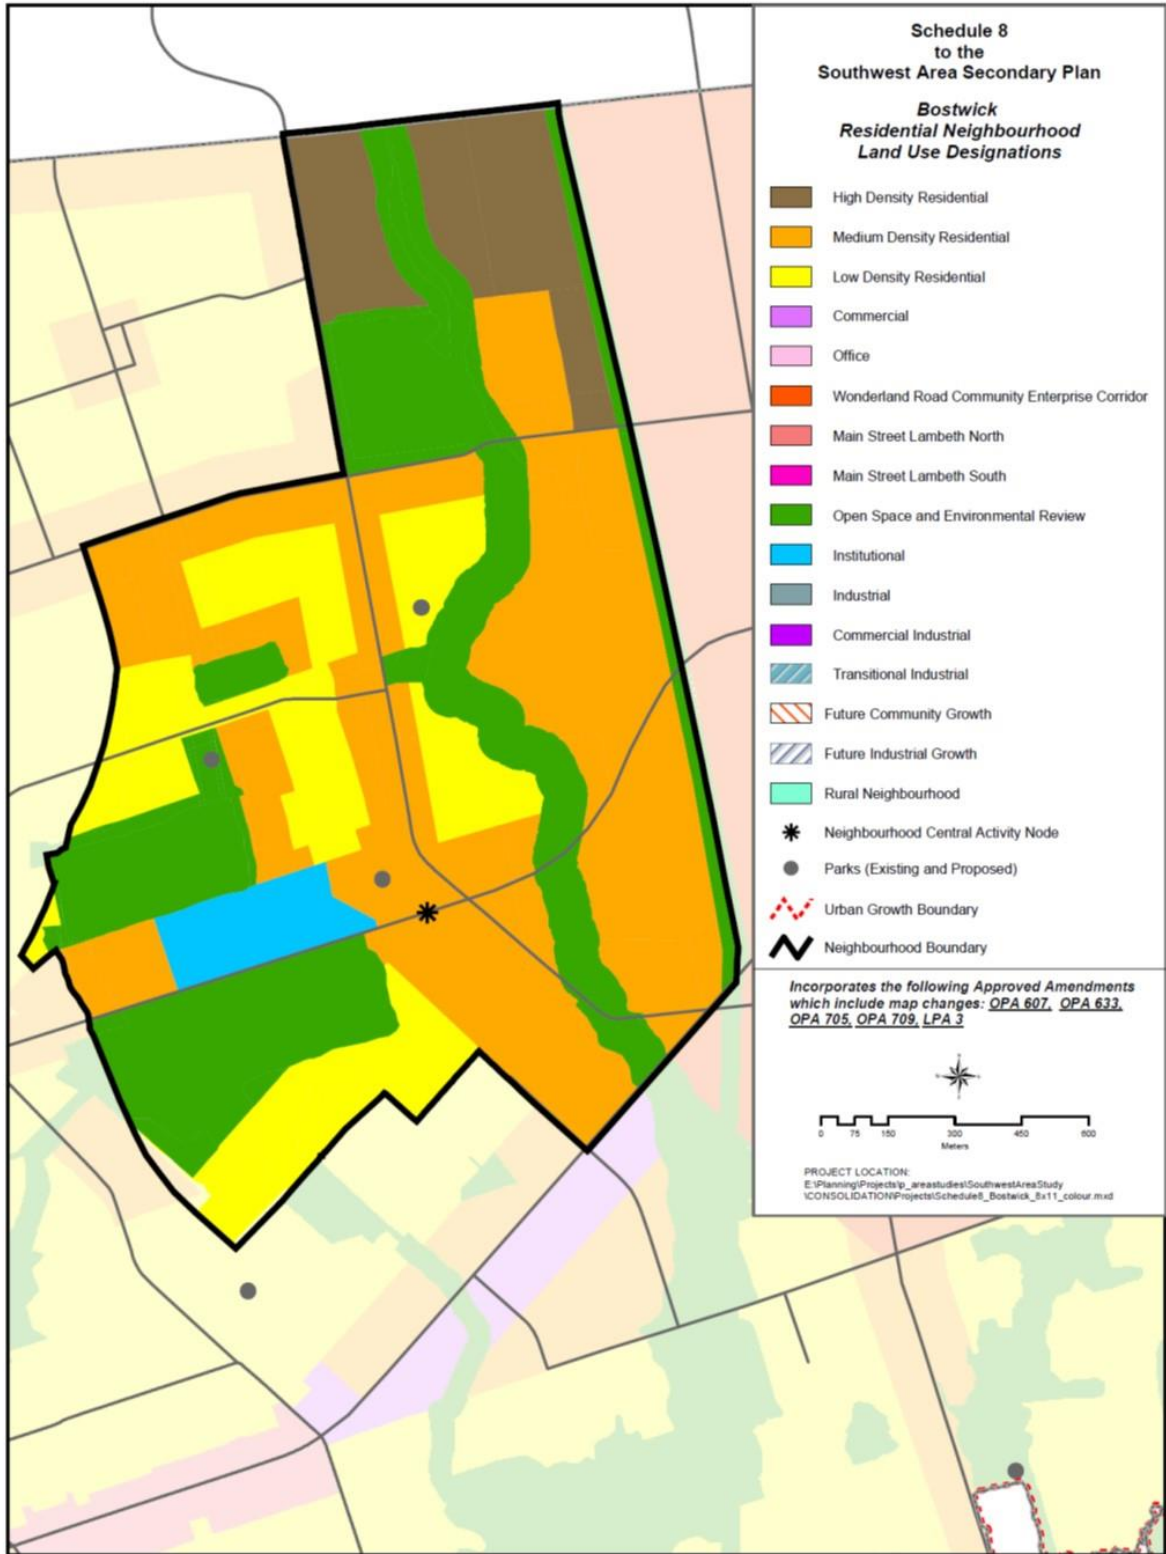 Schedule 8
to the
Southwest Area Secondary Plan
Bostwick
Residential Neighbourhood
Land Use Designations
High Density Residential
Medium Density Residential
Low Density Residential
Commercial
Office
Wonderland Road Community Enterprise Corridor
Main Street Lambeth North
Main Street Lambeth South
Open Space and Environmental Review
Institutional
Industrial
Commercial Industrial
Transitional Industrial
Future Community Growth
Future Industrial Growth
Rural Neighbourhood
Neighbourhood Central Activity Node
Parks (Existing and Proposed)
Urban Growth Boundary
Neighbourhood Boundary
Incorporates the following Approved Amendments
which include map changes: OPA 607, OPA 633,
OPA 705, OPA 709, LPA 3
0 75 150 300 450 600
Meters
PROJECT LOCATION:
E:\Planning\Projects\p_areastudies\SouthwestAreaStudy
\CONSOLIDATION\Projects\Schedule8_Bostwick_8x11_colour.mxd